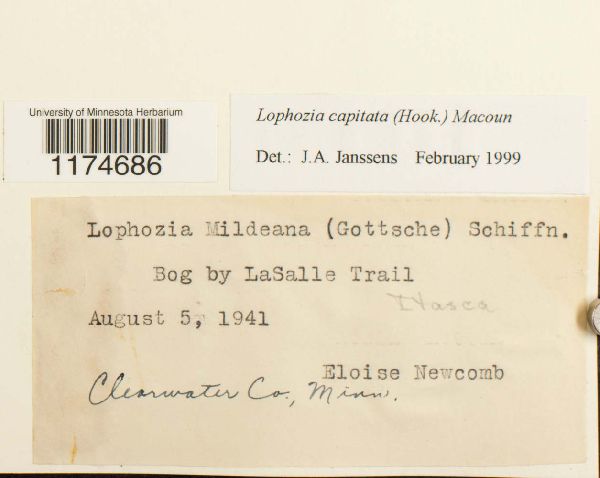 University of Minnesota Herbarium
1174686
Lophozia capitata (Hook.) Macoun
Det.: J.A. Janssens February 1999
Lophozia Mildeana (Gottsche) Schiffn.
Bog by LaSalle Trail
Itasca
August 5, 1941
Eloise Newcomb
Clearwater Co., Minn.